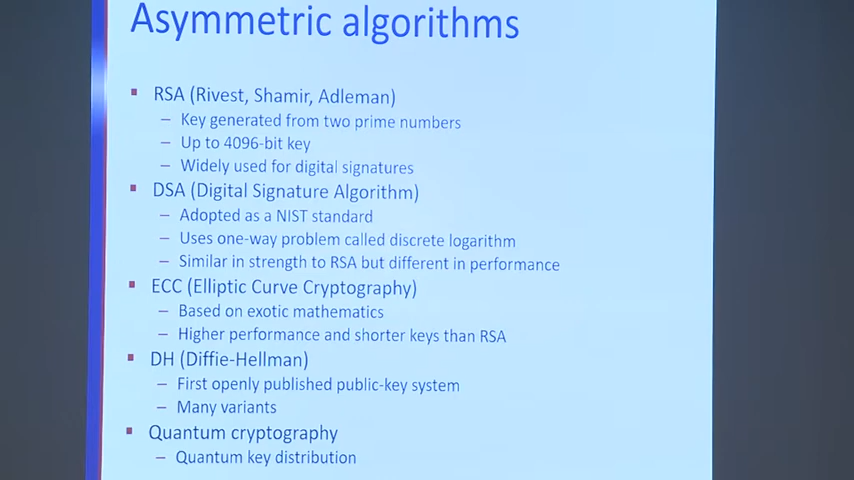 Asymmetric algorithms
▪ RSA (Rivest, Shamir, Adleman)
– Key generated from two prime numbers
– Up to 4096-bit key
– Widely used for digital signatures
▪ DSA (Digital Signature Algorithm)
– Adopted as a NIST standard
– Uses one-way problem called discrete logarithm
– Similar in strength to RSA but different in performance
▪ ECC (Elliptic Curve Cryptography)
– Based on exotic mathematics
– Higher performance and shorter keys than RSA
▪ DH (Diffie-Hellman)
– First openly published public-key system
– Many variants
▪ Quantum cryptography
– Quantum key distribution